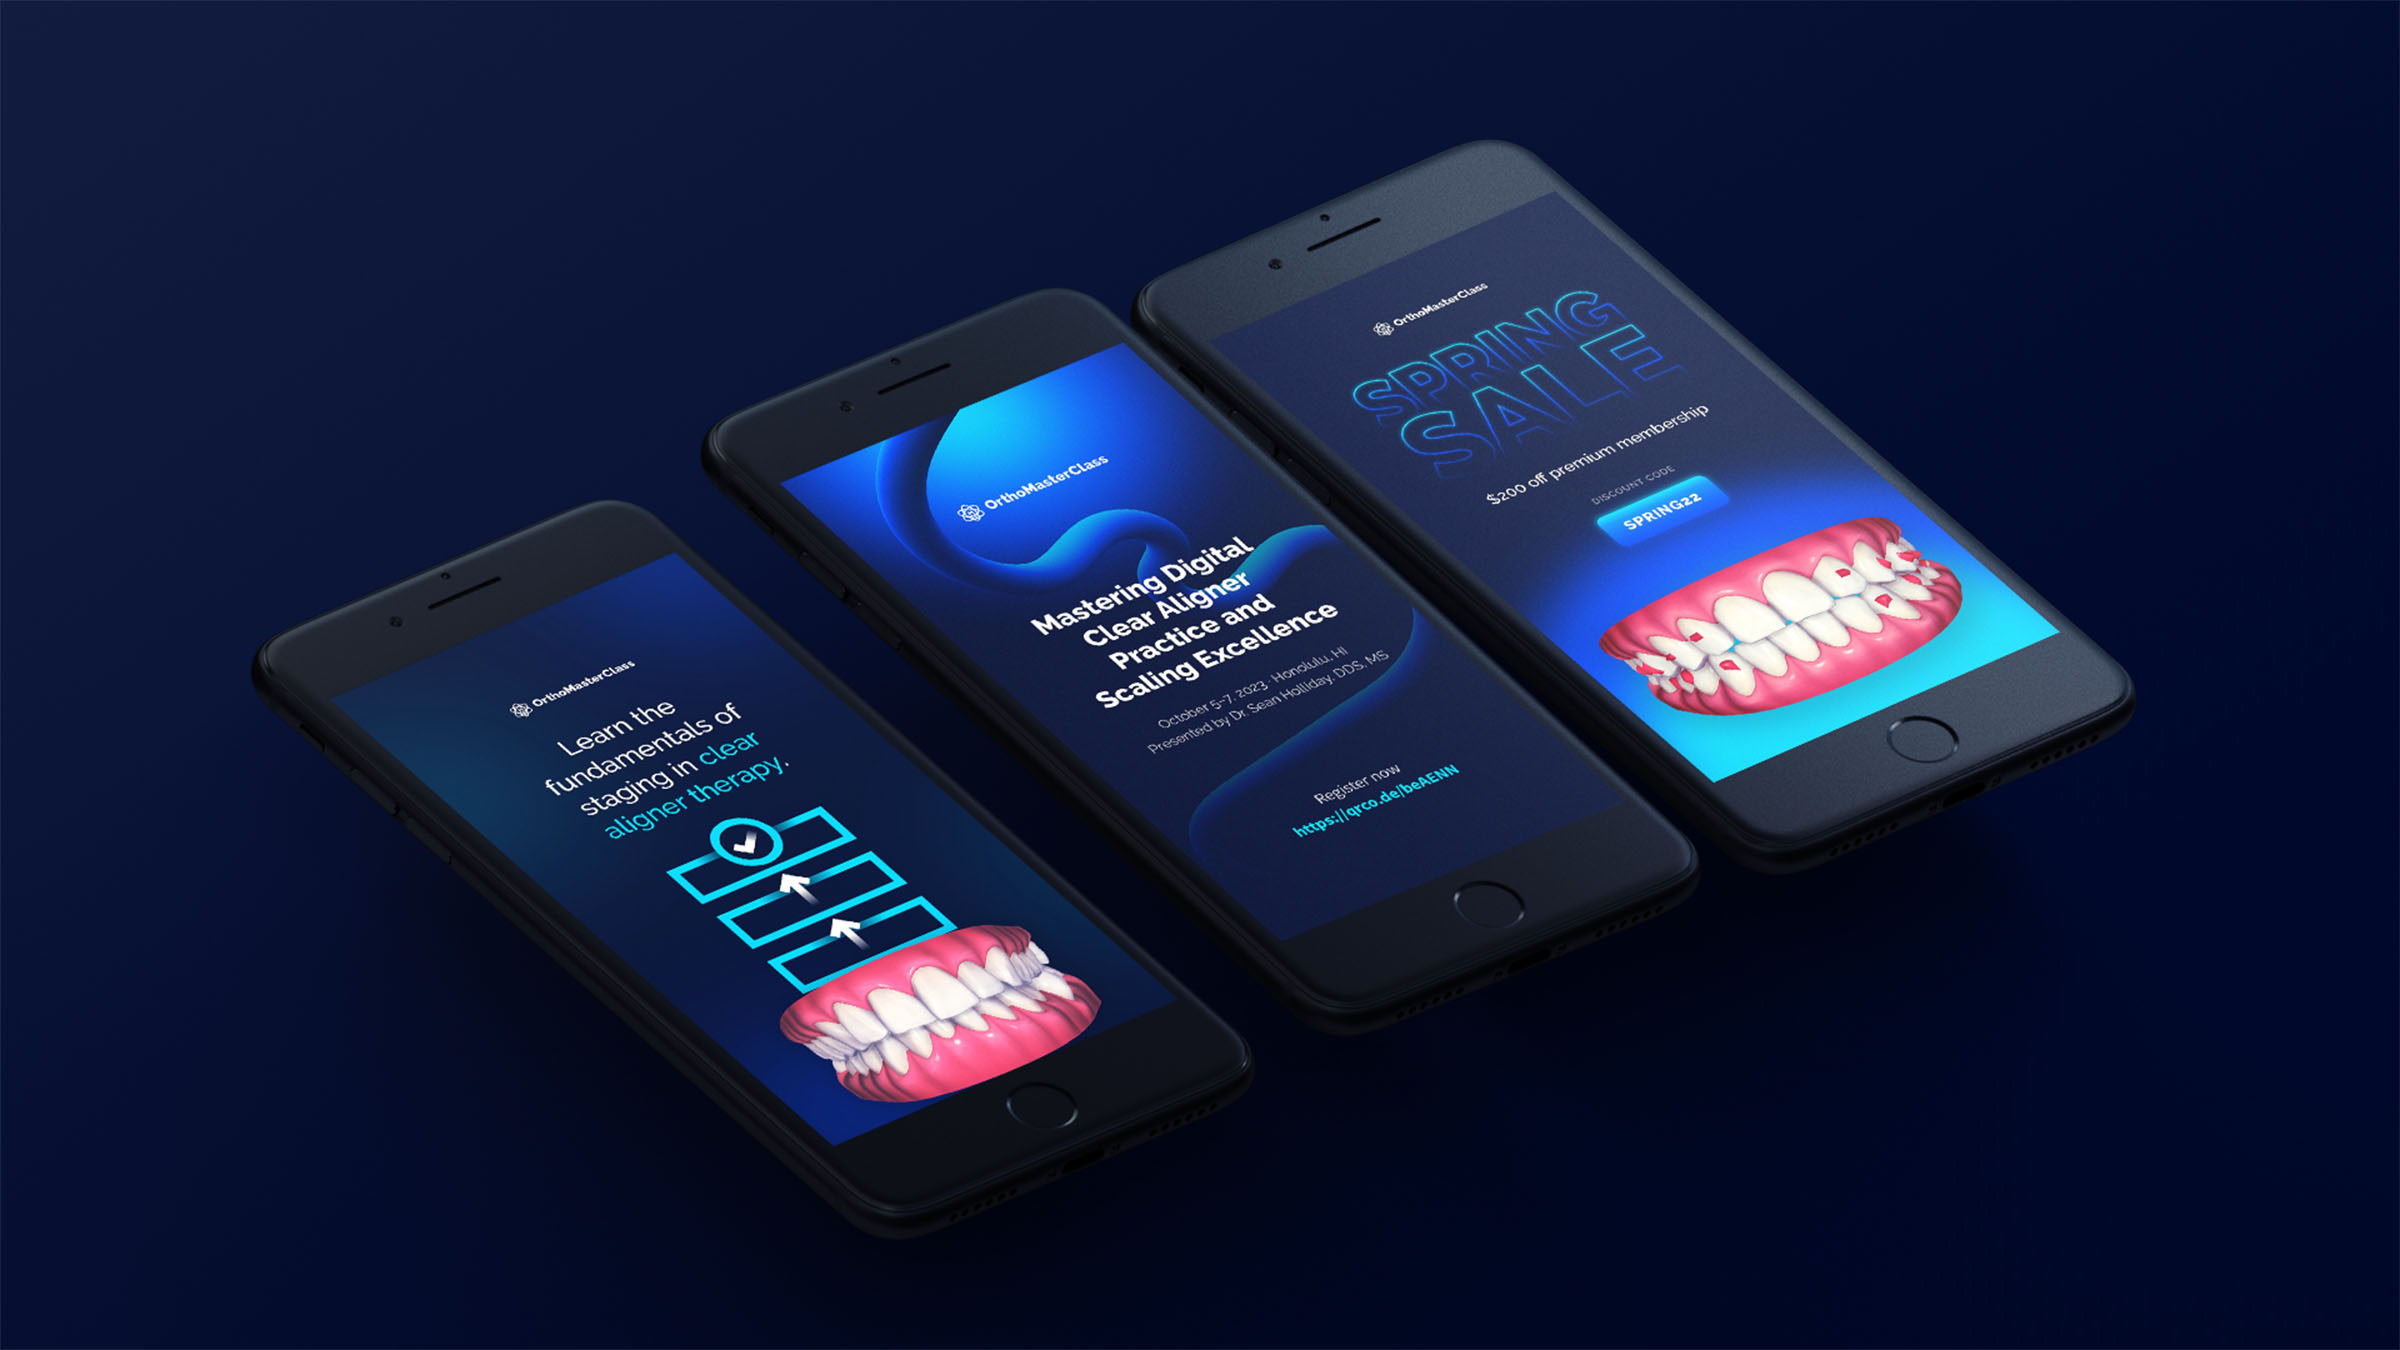 OrthoMasterClass
Learn the
fundamentals of
staging in clear
aligner therapy.
OrthoMasterClass
Mastering Digital
Clear Aligner
Practice and
Scaling Excellence
October 5-7, 2023 · Honolulu, HI
Presented by Dr. Sean Holliday, DDS, MS
Register now
https://qrco.de/beAENN
OrthoMasterClass
SPRING
SALE
$200 off premium membership
DISCOUNT CODE
SPRING22